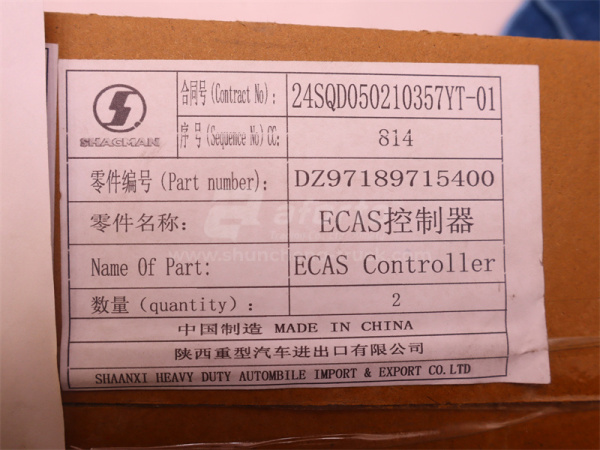 SHACMAN
合同号(Contract No): 24SQD050210357YT-01
序 号(Sequence No)CC: 814
零件编号(Part number): DZ97189715400
零件名称: ECAS控制器
Name Of Part: ECAS Controller
数量(quantity): 2
中国制造 MADE IN CHINA
陕西重型汽车进出口有限公司
SHAANXI HEAVY DUTY AUTOMBILE IMPORT & EXPORT CO.LTD